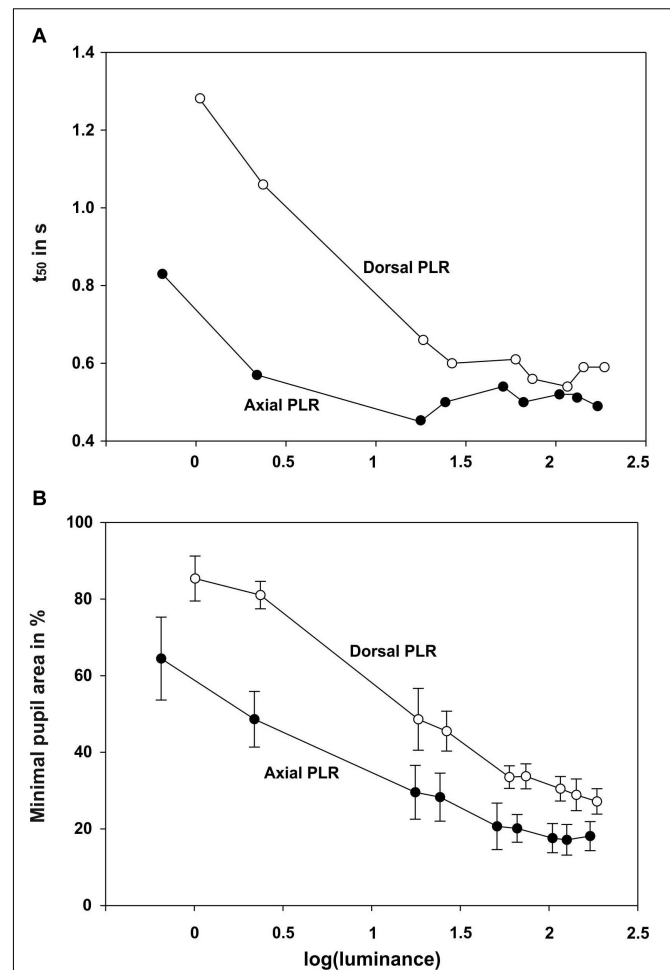 A
1.4
1.2
1.0
0.8
0.6
0.4
t50 in s
Dorsal PLR
Axial PLR
0 0.5 1 1.5 2 2.5
B
100
80
60
40
20
0
Minimal pupil area in %
Dorsal PLR
Axial PLR
0 0.5 1 1.5 2 2.5
log(luminance)